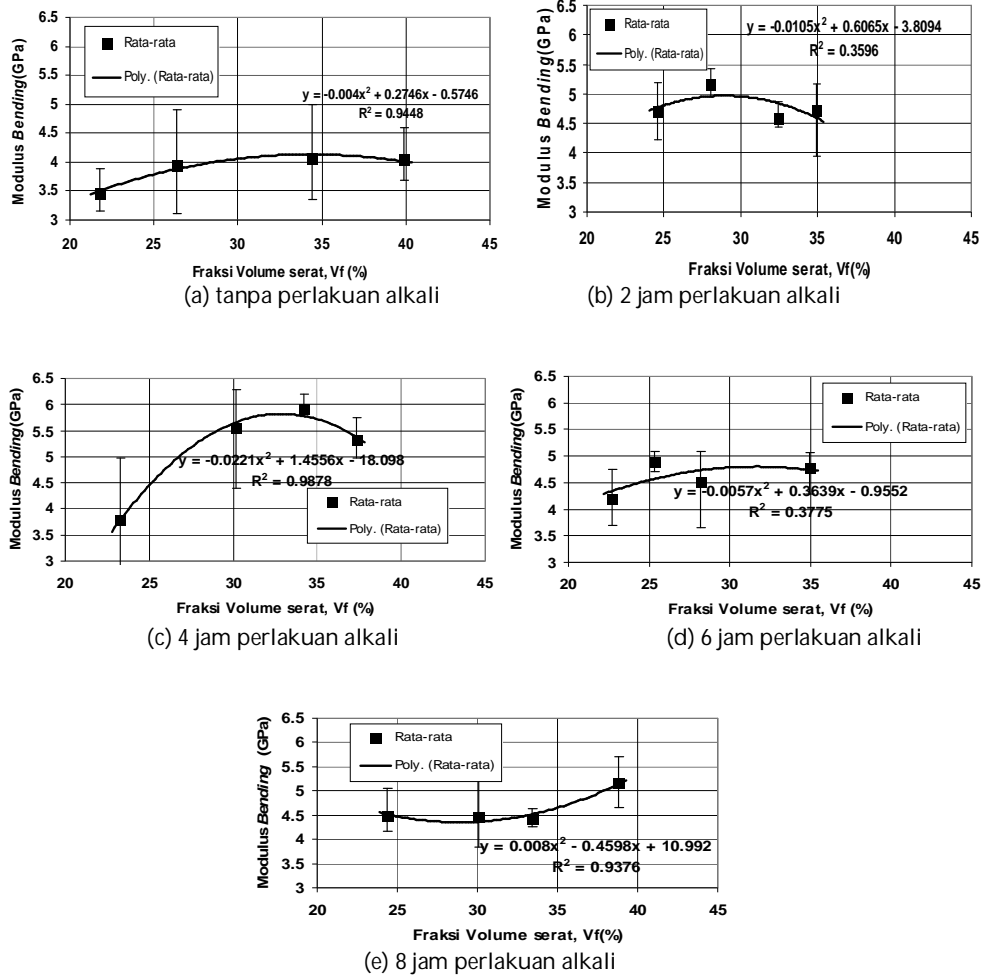 Modulus Bending(GPa)
6.5
6
5.5
5
4.5
4
3.5
3
Rata-rata
Poly. (Rata-rata)
y = -0.004x² + 0.2746x - 0.5746
R² = 0.9448
20 25 30 35 40 45
Fraksi Volume serat, Vf (%)
(a) tanpa perlakuan alkali
Modulus Bending(GPa)
6.5
6
5.5
5
4.5
4
3.5
3
Rata-rata
Poly. (Rata-rata)
y = -0.0105x² + 0.6065x - 3.8094
R² = 0.3596
20 25 30 35 40 45
Fraksi Volume serat, Vf(%)
(b) 2 jam perlakuan alkali
Modulus Bending(GPa)
6.5
6
5.5
5
4.5
4
3.5
3
y = -0.0221x² + 1.4556x - 18.098
R² = 0.9878
Rata-rata
Poly. (Rata-rata)
20 25 30 35 40 45
Fraksi Volume serat, Vf (%)
(c) 4 jam perlakuan alkali
Modulus Bending(GPa)
6.5
6
5.5
5
4.5
4
3.5
3
Rata-rata
Poly. (Rata-rata)
y = -0.0057x² + 0.3639x - 0.9552
R² = 0.3775
20 25 30 35 40 45
Fraksi Volume serat, Vf (%)
(d) 6 jam perlakuan alkali
Modulus Bending (GPa)
6.5
6
5.5
5
4.5
4
3.5
3
Rata-rata
Poly. (Rata-rata)
y = 0.008x² - 0.4598x + 10.992
R² = 0.9376
20 25 30 35 40 45
Fraksi Volume serat, Vf(%)
(e) 8 jam perlakuan alkali